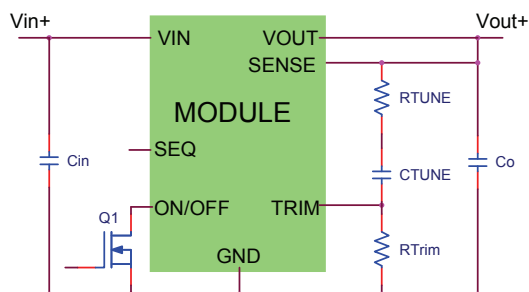 Vin+
Vout+
VIN
VOUT
SENSE
RTUNE
MODULE
SEQ
Cin
CTUNE
Co
Q1
ON/OFF
TRIM
RTrim
GND